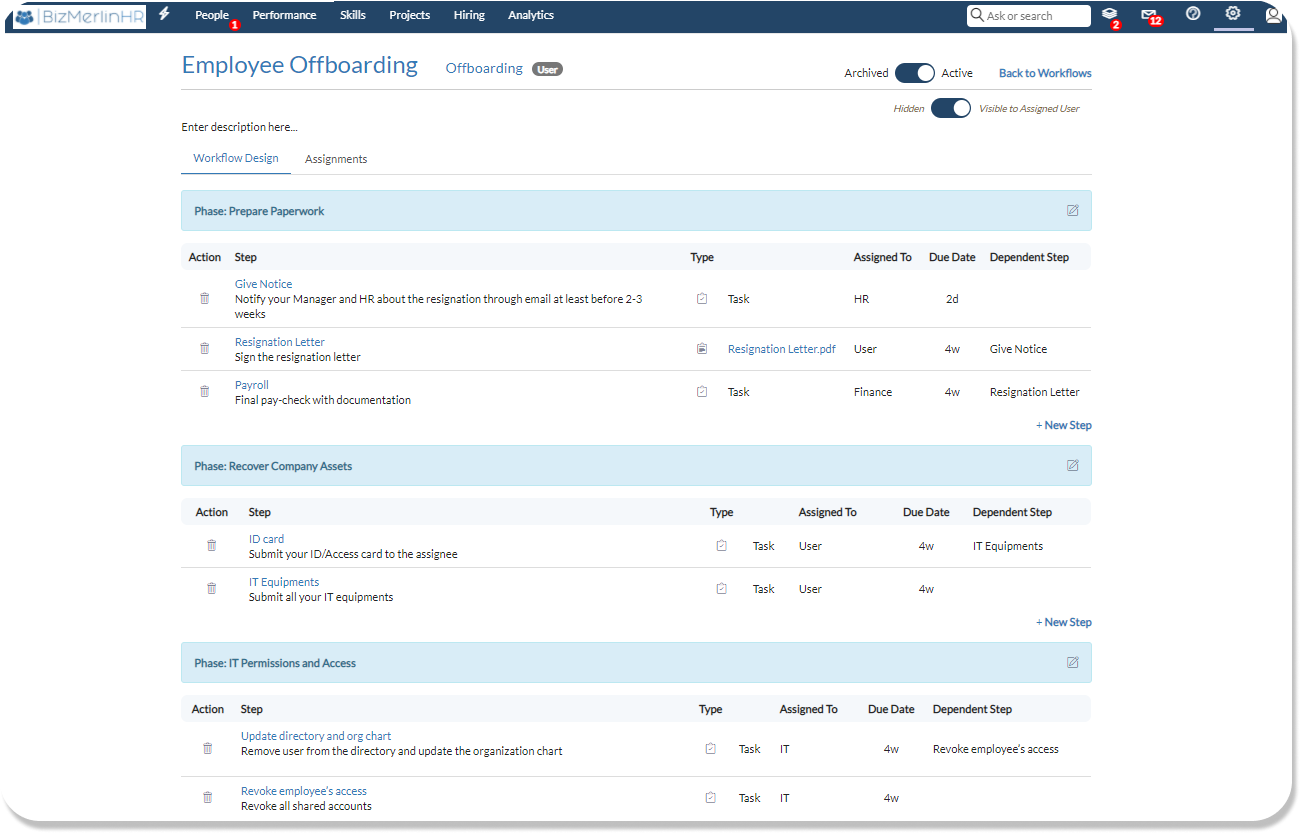 BizMerlinHR People 1 Performance Skills Projects Hiring Analytics Ask or search 2 12
Employee Offboarding Offboarding User Archived Active Back to Workflows
Hidden Visible to Assigned User
Enter description here...
Workflow Design Assignments
Phase: Prepare Paperwork
Action Step Type Assigned To Due Date Dependent Step
Give Notice
Notify your Manager and HR about the resignation through email at least before 2-3
weeks
Task HR 2d
Resignation Letter
Sign the resignation letter
Resignation Letter.pdf User 4w Give Notice
Payroll
Final pay-check with documentation
Task Finance 4w Resignation Letter
+ New Step
Phase: Recover Company Assets
Action Step Type Assigned To Due Date Dependent Step
ID card
Submit your ID/Access card to the assignee
Task User 4w IT Equipments
IT Equipments
Submit all your IT equipments
Task User 4w
+ New Step
Phase: IT Permissions and Access
Action Step Type Assigned To Due Date Dependent Step
Update directory and org chart
Remove user from the directory and update the organization chart
Task IT 4w Revoke employee's access
Revoke employee's access
Revoke all shared accounts
Task IT 4w